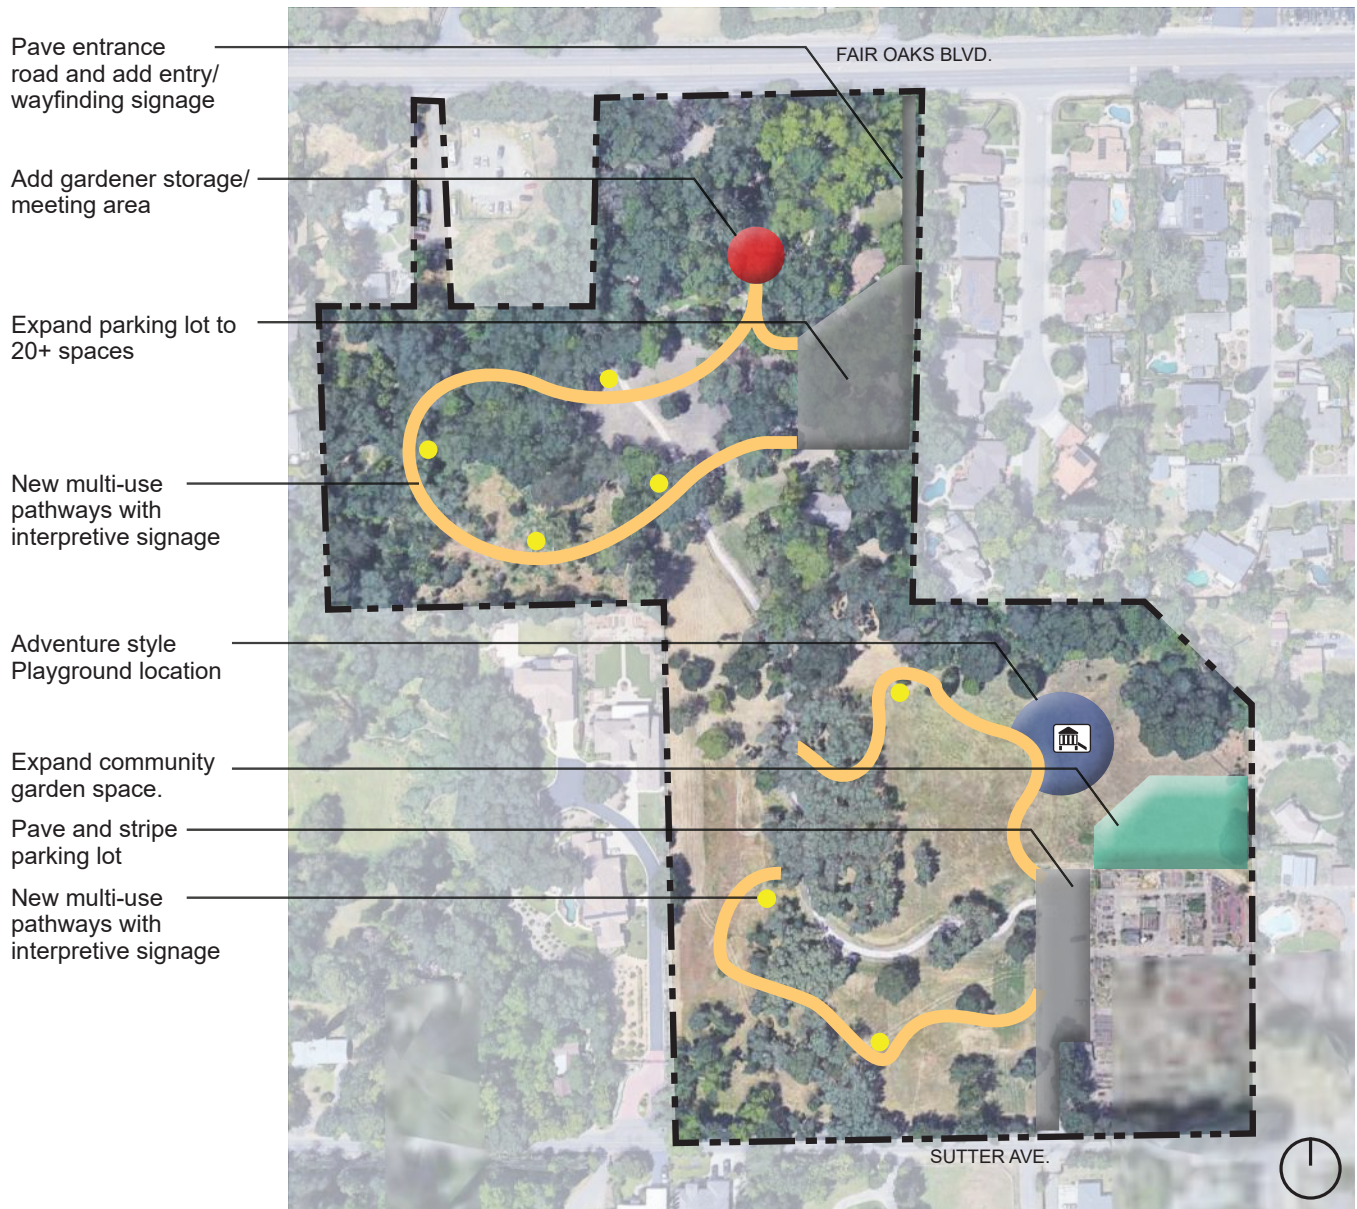 Pave entrance
road and add entry/
wayfinding signage
FAIR OAKS BLVD.
Add gardener storage/
meeting area
Expand parking lot to
20+ spaces
New multi-use
pathways with
interpretive signage
Adventure style
Playground location
Expand community
garden space.
Pave and stripe
parking lot
New multi-use
pathways with
interpretive signage
SUTTER AVE.